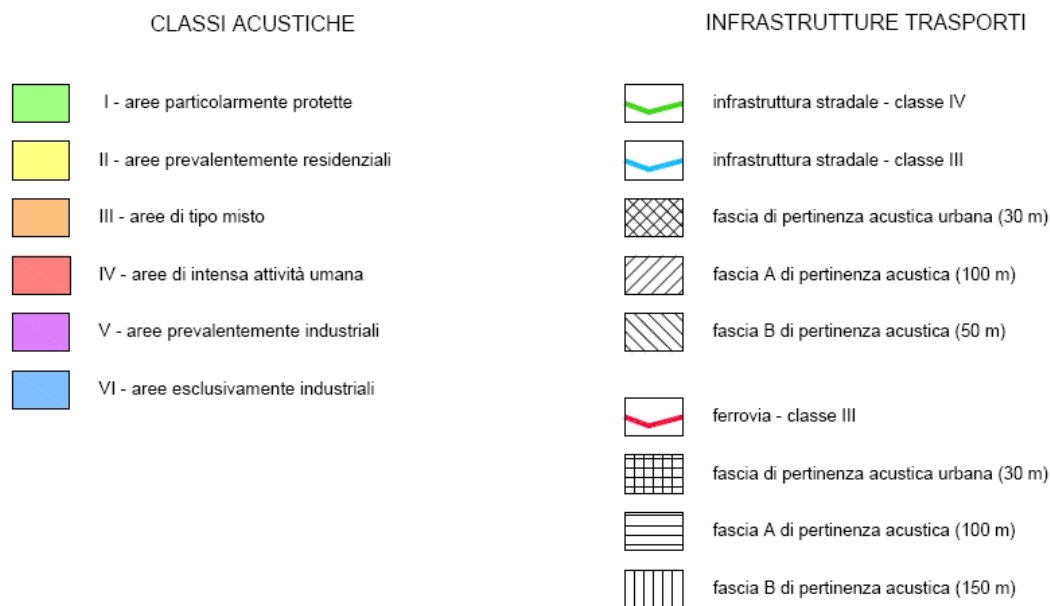 CLASSI ACUSTICHE
I - aree particolarmente protette
II - aree prevalentemente residenziali
III - aree di tipo misto
IV - aree di intensa attività umana
V - aree prevalentemente industriali
VI - aree esclusivamente industriali
INFRASTRUTTURE TRASPORTI
infrastruttura stradale - classe IV
infrastruttura stradale - classe III
fascia di pertinenza acustica urbana (30 m)
fascia A di pertinenza acustica (100 m)
fascia B di pertinenza acustica (50 m)
ferrovia - classe III
fascia di pertinenza acustica urbana (30 m)
fascia A di pertinenza acustica (100 m)
fascia B di pertinenza acustica (150 m)